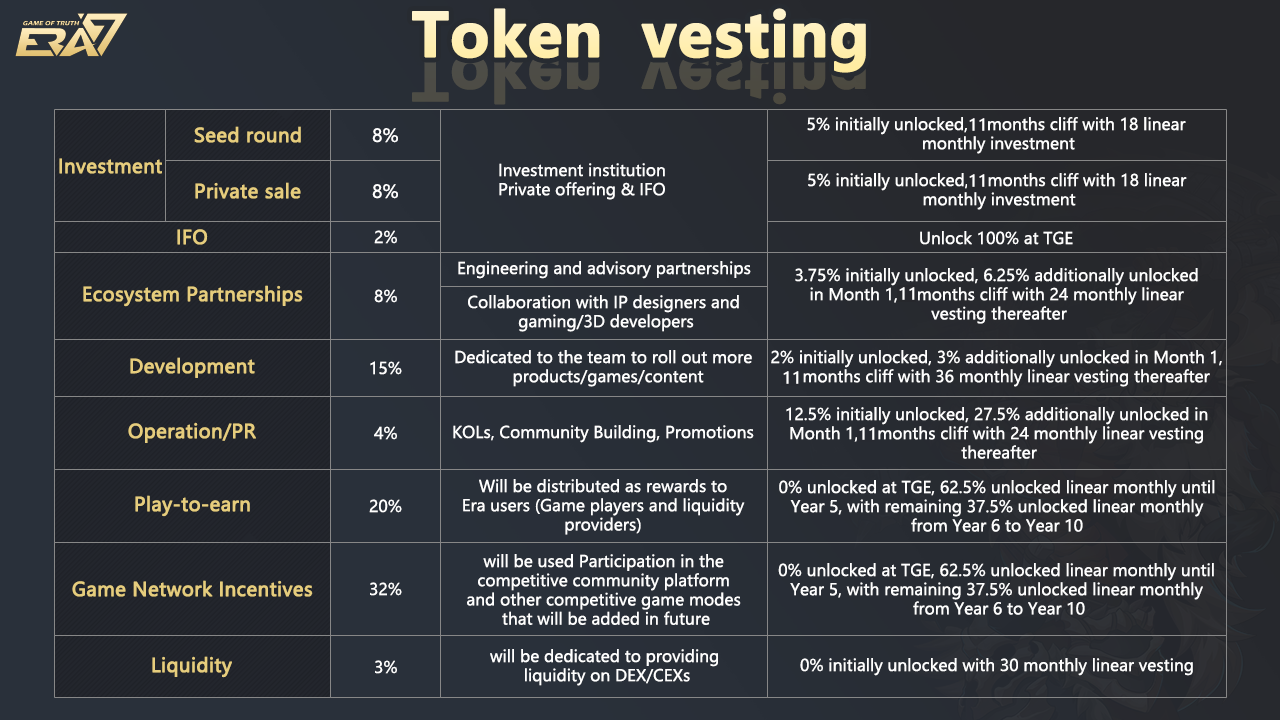 GAME OF TRUTH
ERA7
Token vesting
Investment
Seed round
8%
Investment institution
Private offering & IFO
5% initially unlocked,11months cliff with 18 linear
monthly investment
Private sale
8%
5% initially unlocked,11months cliff with 18 linear
monthly investment
IFO
2%
Unlock 100% at TGE
Ecosystem Partnerships
8%
Engineering and advisory partnerships
Collaboration with IP designers and
gaming/3D developers
3.75% initially unlocked, 6.25% additionally unlocked
in Month 1,11months cliff with 24 monthly linear
vesting thereafter
Development
15%
Dedicated to the team to roll out more
products/games/content
2% initially unlocked, 3% additionally unlocked in Month 1,
11months cliff with 36 monthly linear vesting thereafter
Operation/PR
4%
KOLs, Community Building, Promotions
12.5% initially unlocked, 27.5% additionally unlocked in
Month 1,11months cliff with 24 monthly linear vesting
thereafter
Play-to-earn
20%
Will be distributed as rewards to
Era users (Game players and liquidity
providers)
0% unlocked at TGE, 62.5% unlocked linear monthly until
Year 5, with remaining 37.5% unlocked linear monthly
from Year 6 to Year 10
Game Network Incentives
32%
will be used Participation in the
competitive community platform
and other competitive game modes
that will be added in future
0% unlocked at TGE, 62.5% unlocked linear monthly until
Year 5, with remaining 37.5% unlocked linear monthly
from Year 6 to Year 10
Liquidity
3%
will be dedicated to providing
liquidity on DEX/CEXs
0% initially unlocked with 30 monthly linear vesting